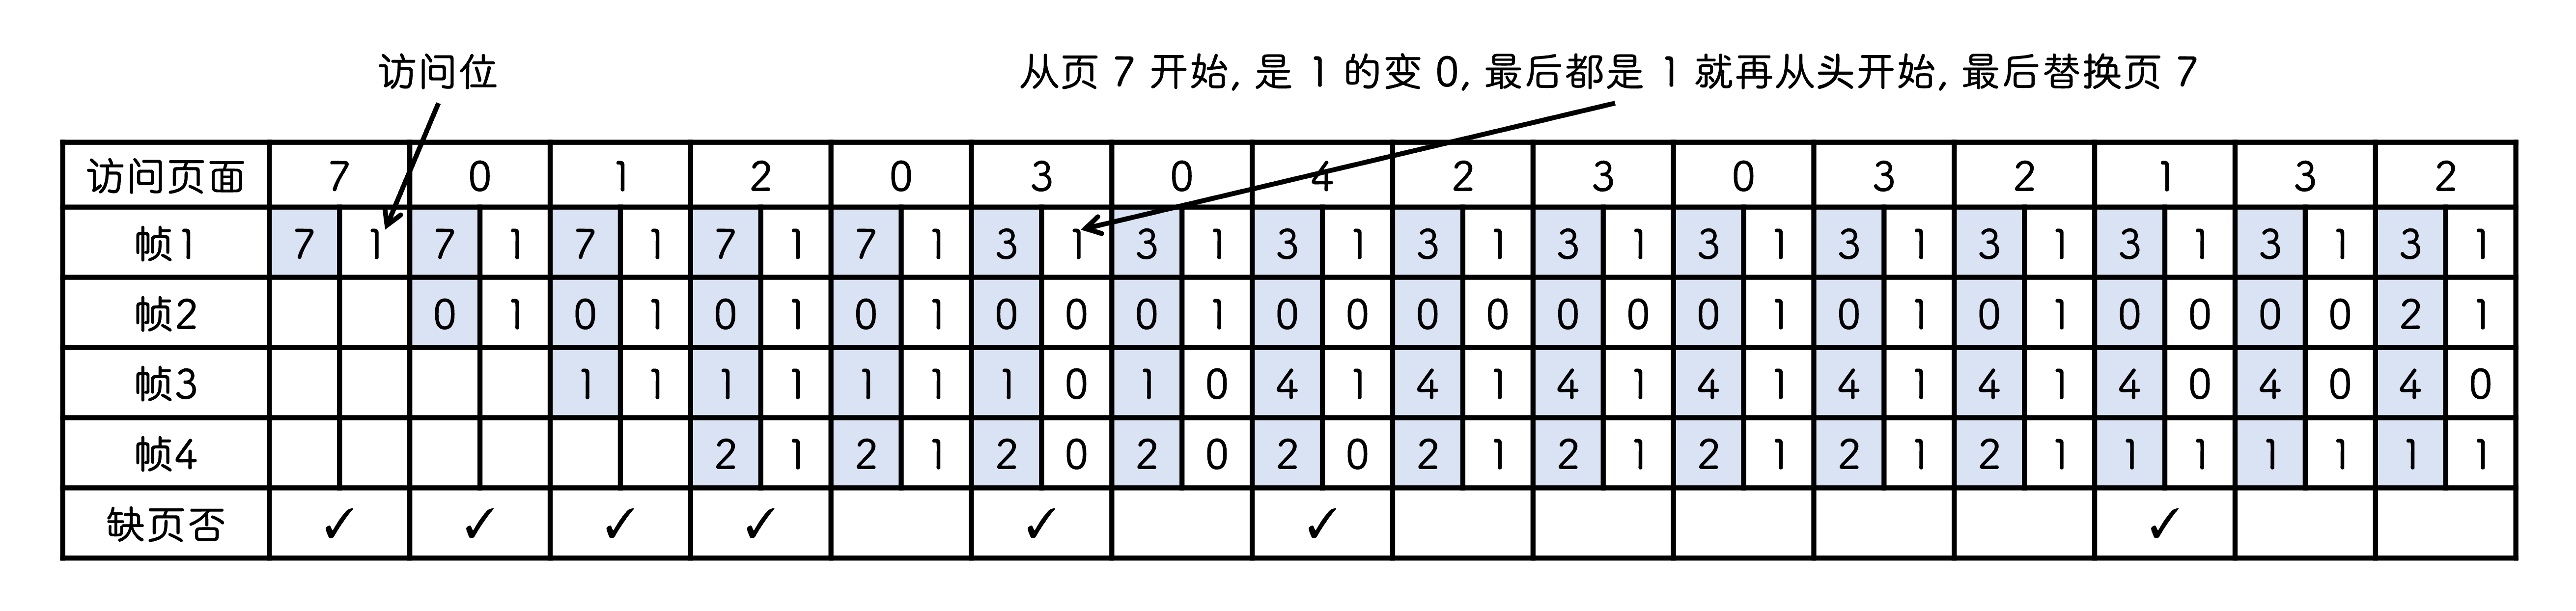 访问位
从页 7 开始, 是 1 的变 0, 最后都是 1 就再从头开始, 最后替换页 7
访问页面 7 0 1 2 0 3 0 4 2 3 0 3 2 1 3 2
帧1 7 1 7 1 7 1 7 1 7 1 3 1 3 1 3 1 3 1 3 1 3 1 3 1 3 1 3 1 3 1 3 1
帧2 0 1 0 1 0 1 0 1 0 0 0 1 0 0 0 0 0 0 0 1 0 1 0 1 0 0 0 0 2 1
帧3 1 1 1 1 1 1 1 0 1 0 4 1 4 1 4 1 4 1 4 1 4 1 4 0 4 0 4 0
帧4 2 1 2 1 2 0 2 0 2 0 2 1 2 1 2 1 2 1 2 1 1 1 1 1 1 1
缺页否 ✓ ✓ ✓ ✓ ✓ ✓ ✓